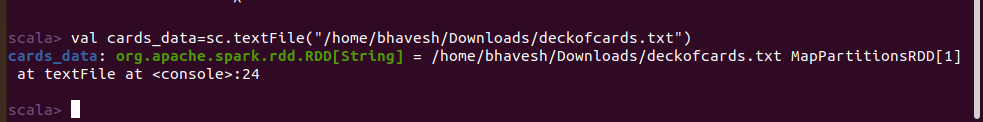 scala> val cards_data=sc.textFile("/home/bhavesh/Downloads/deckofcards.txt")
cards_data: org.apache.spark.rdd.RDD[String] = /home/bhavesh/Downloads/deckofcards.txt MapPartitionsRDD[1]
 at textFile at <console>:24
scala>